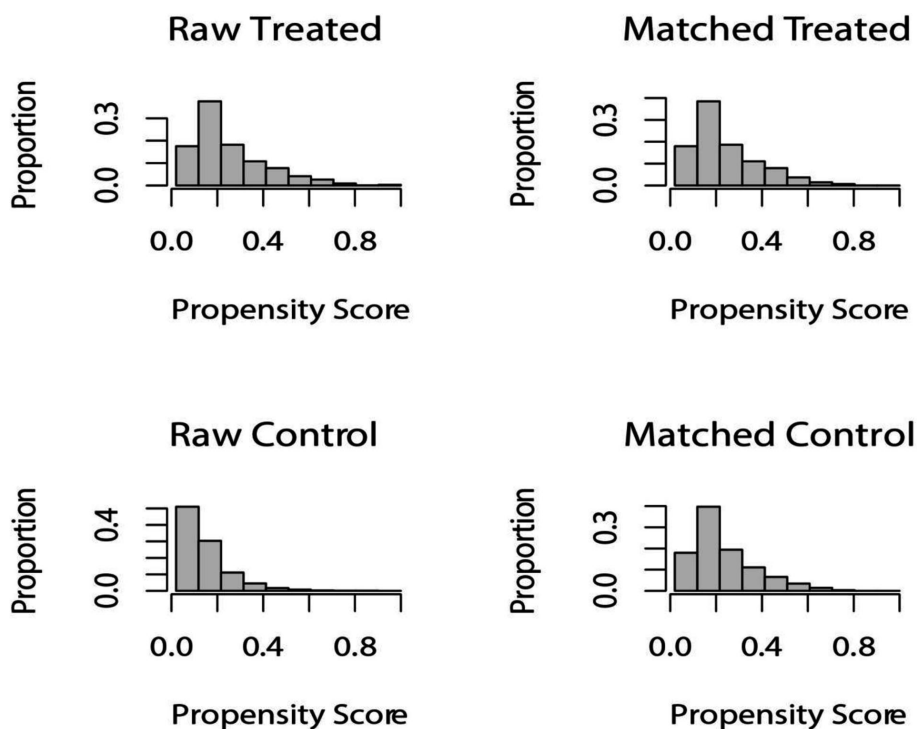 Raw Treated
Proportion
0.3
0.0
0.0 0.4 0.8
Propensity Score
Matched Treated
Proportion
0.3
0.0
0.0 0.4 0.8
Propensity Score
Raw Control
Proportion
0.4
0.0
0.0 0.4 0.8
Propensity Score
Matched Control
Proportion
0.3
0.0
0.0 0.4 0.8
Propensity Score